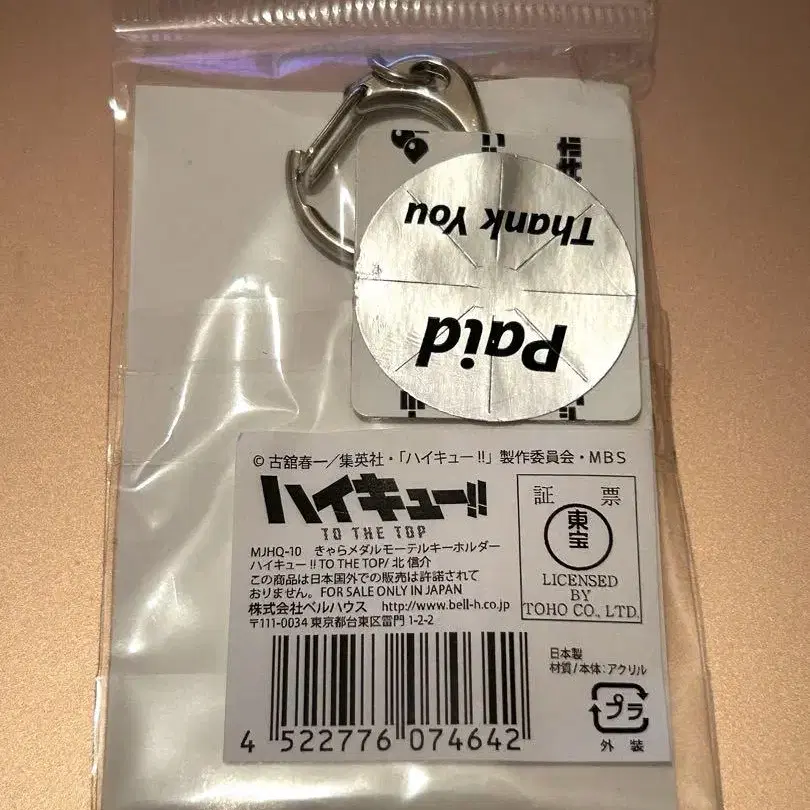 Thank You
Paid
© 古舘春一／集英社・「ハイキュー!!」製作委員会・MBS
ハイキュー!!
TO THE TOP
MJHQ-10 きゃらメダルモーテルキーホルダー
ハイキュー!! TO THE TOP/ 北 信介
この商品は日本国外での販売は許諾されて
おりません。FOR SALE ONLY IN JAPAN
株式会社ベルハウス http://www.bell-h.co.jp
〒111-0034 東京都台東区雷門 1-2-2
証 票
東宝
LICENSED
BY
TOHO CO., LTD.
日本製
材質/本体:アクリル
プラ
外装
4 522776 074642